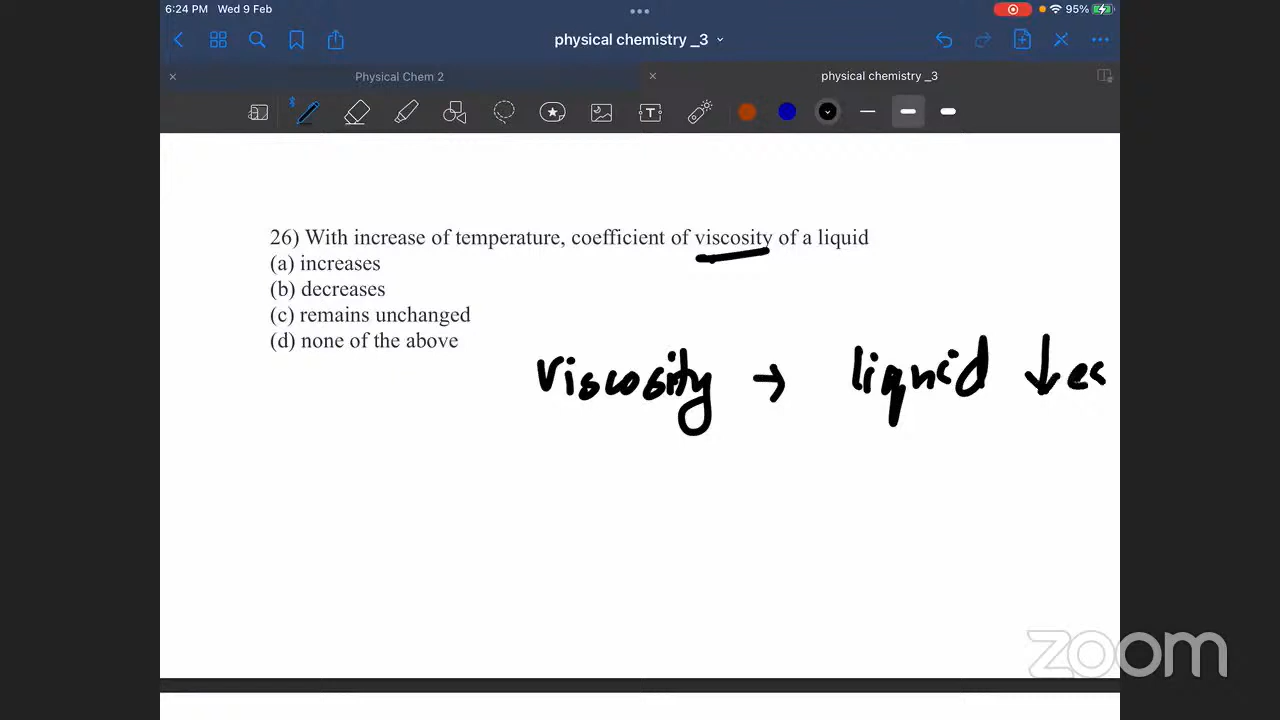 6:24 PM Wed 9 Feb
95%
physical chemistry _3
Physical Chem 2
physical chemistry _3
26) With increase of temperature, coefficient of viscosity of a liquid
(a) increases
(b) decreases
(c) remains unchanged
(d) none of the above
Viscosity → liquid ↓es
zoom